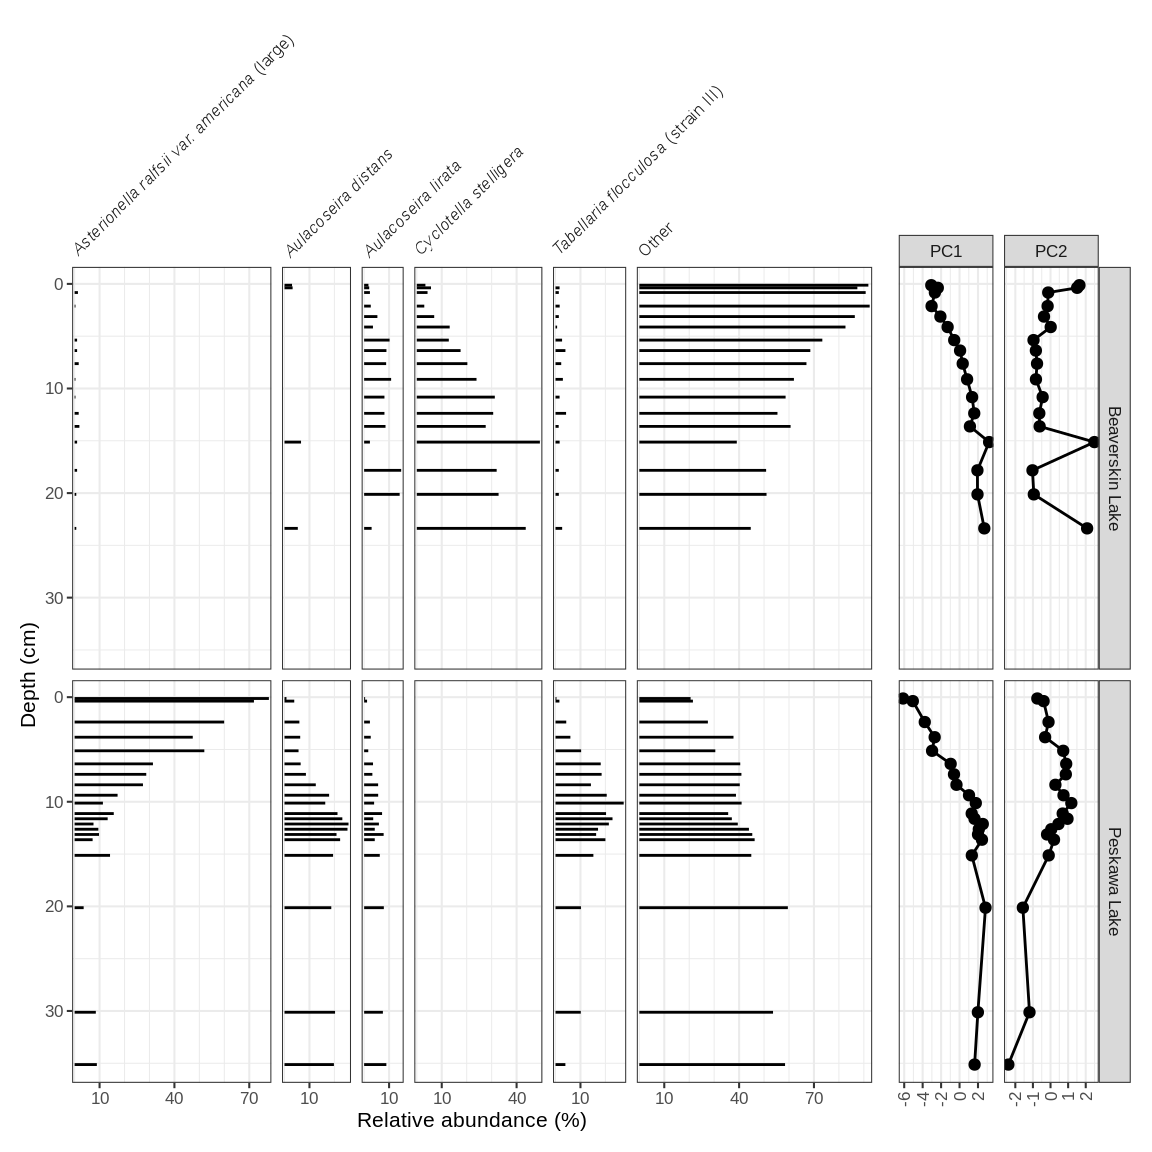 Asterionella ralfsii var. americana (large)
Aulacoseira distans
Aulacoseira lirata
Cyclotella stelligera
Tabellaria flocculosa (strain III)
Other
PC1
PC2
0
10
20
30
Beaverskin Lake
Depth (cm)
0
10
20
30
Peskawa Lake
10 40 70 10 10 10 40 10 10 40 70 -6 -4 -2 0 2 -2 -1 0 1 2
Relative abundance (%)